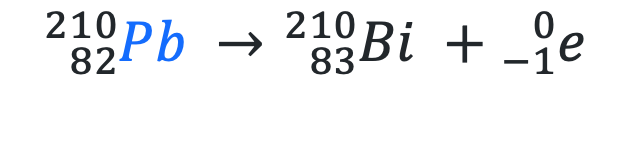 ²¹⁰₈₂Pb → ²¹⁰₈₃Bi + ⁰₋₁e